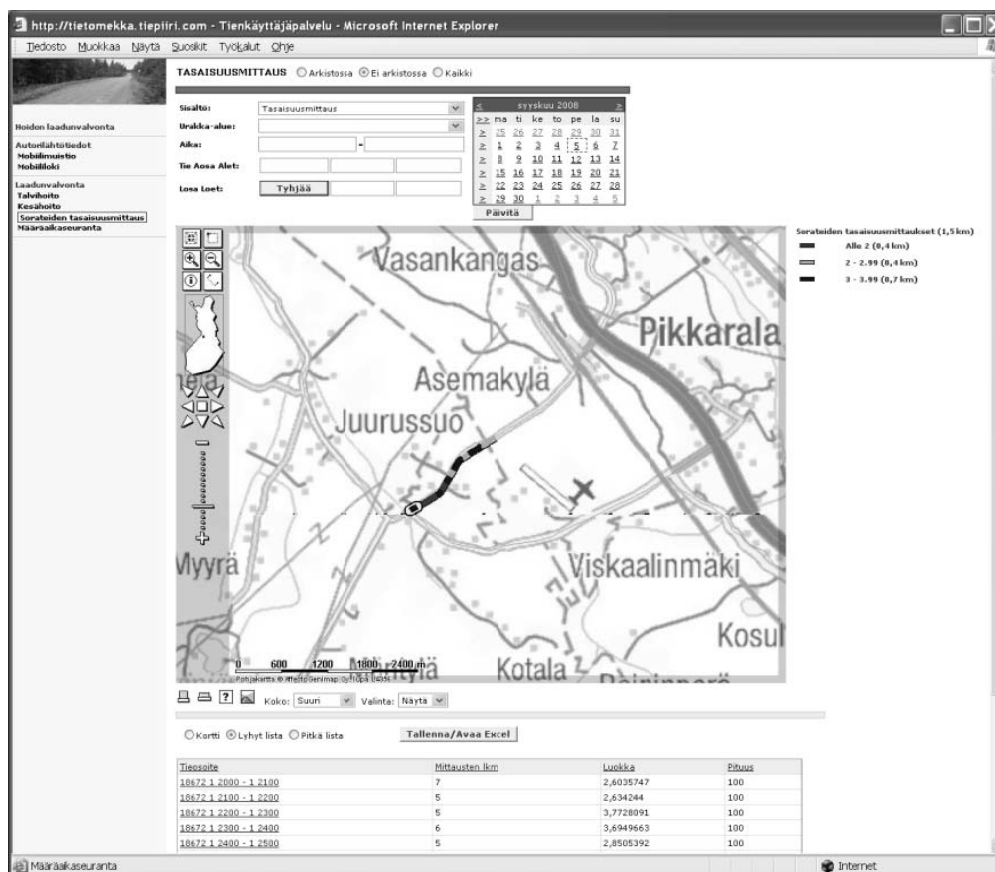 http://tietomekka.tiepiiri.com - Tienkäyttäjäpalvelu - Microsoft Internet Explorer
Tiedosto Muokkaa Näytä Suosikit Työkalut Ohje
Hoidon laadunvalvonta
Autorilähtötiedot
Mobiilimuistio
Mobiililoki
Laadunvalvonta
Talvihoito
Kesähoito
Sorateiden tasaisuusmittaus
Määräaikaseuranta
TASAISUUSMITTAUS Arkistossa Ei arkistossa Kaikki
Sisältö: Tasaisuusmittaus
Urakka-alue:
Aika: -
Tie Aosa Alet:
Losa Loet: Tyhjää
< syyskuu 2008 >
>> ma ti ke to pe la su
> 25 26 27 28 29 30 31
> 1 2 3 4 5 6 7
> 8 9 10 11 12 13 14
> 15 16 17 18 19 20 21
> 22 23 24 25 26 27 28
> 29 30 1 2 3 4 5
Päivitä
Vasankangas
Pikkarala
Asemakylä
Juurussuo
Myyrä
Viskaalinmäki
Kosul
Mäntylä
Kotala
0 600 1200 1800 2400 m
Pohjakartta ©
Sorateiden tasaisuusmittaukset (1,5 km)
Alle 2 (0,4 km)
2 - 2.99 (0,4 km)
3 - 3.99 (0,7 km)
Koko: Suuri Valinta: Näytä
Kortti Lyhyt lista Pitkä lista Tallenna/Avaa Excel
Tieosoite Mittausten lkm Luokka Pituus
18672 1 2000 - 1 2100 7 2,6035747 100
18672 1 2100 - 1 2200 5 2,634244 100
18672 1 2200 - 1 2300 5 3,7728091 100
18672 1 2300 - 1 2400 6 3,6949663 100
18672 1 2400 - 1 2500 5 2,8505392 100
Määräaikaseuranta Internet